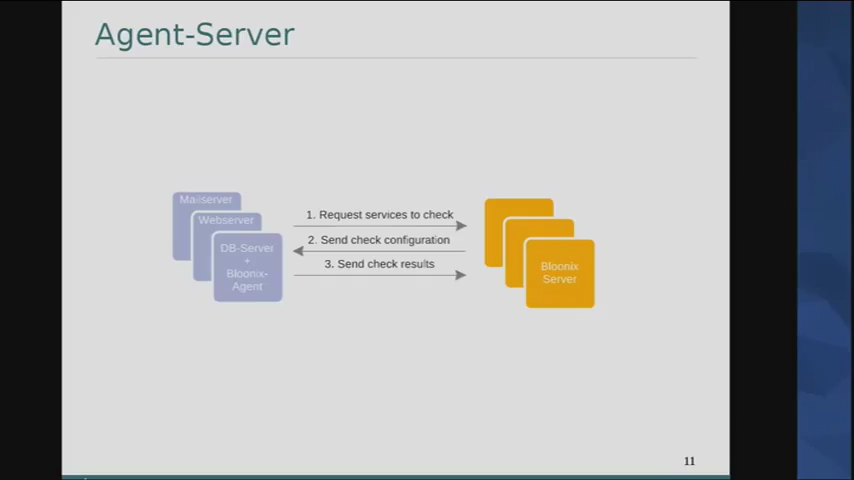 Agent-Server
Mailserver
Webserver
DB-Server
+
Bloonix-
Agent
1. Request services to check
2. Send check configuration
3. Send check results
Bloonix
Server
11